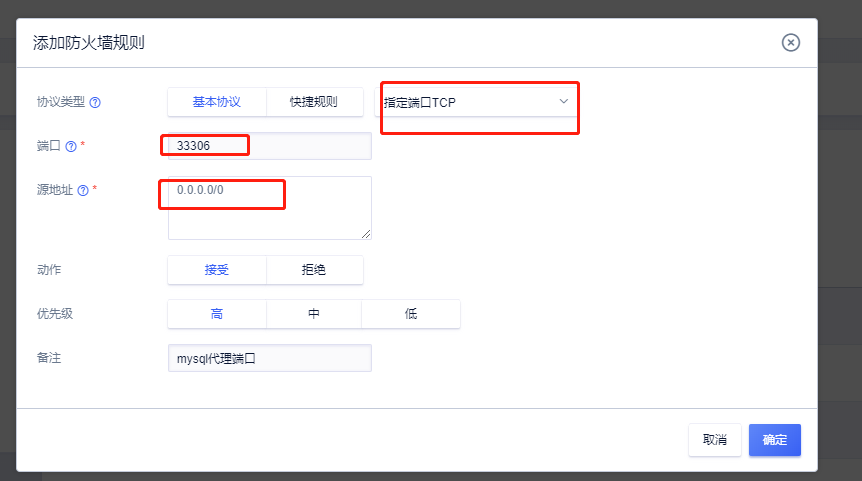 添加防火墙规则
协议类型 基本协议 快捷规则 指定端口TCP
端口 * 33306
源地址 * 0.0.0.0/0
动作 接受 拒绝
优先级 高 中 低
备注 mysql代理端口
取消 确定